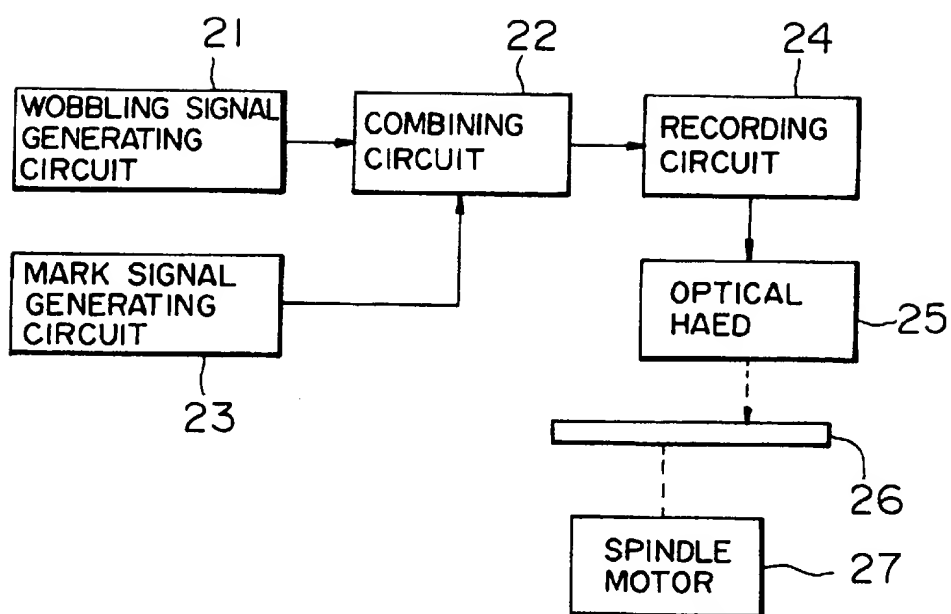 21
22
24
WOBBLING SIGNAL
GENERATING
CIRCUIT
COMBINING
CIRCUIT
RECORDING
CIRCUIT
MARK SIGNAL
GENERATING
CIRCUIT
23
OPTICAL
HAED
25
26
SPINDLE
MOTOR
27